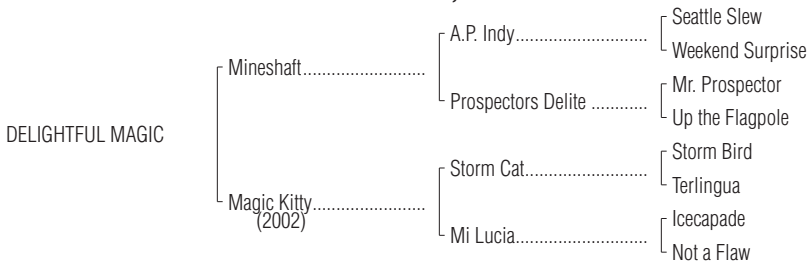 Seattle Slew
A.P. Indy............................
Weekend Surprise
Mineshaft..........................
Mr. Prospector
Prospectors Delite ............
Up the Flagpole
DELIGHTFUL MAGIC
Storm Bird
Storm Cat..........................
Terlingua
Magic Kitty........................
(2002)
Icecapade
Mi Lucia............................
Not a Flaw